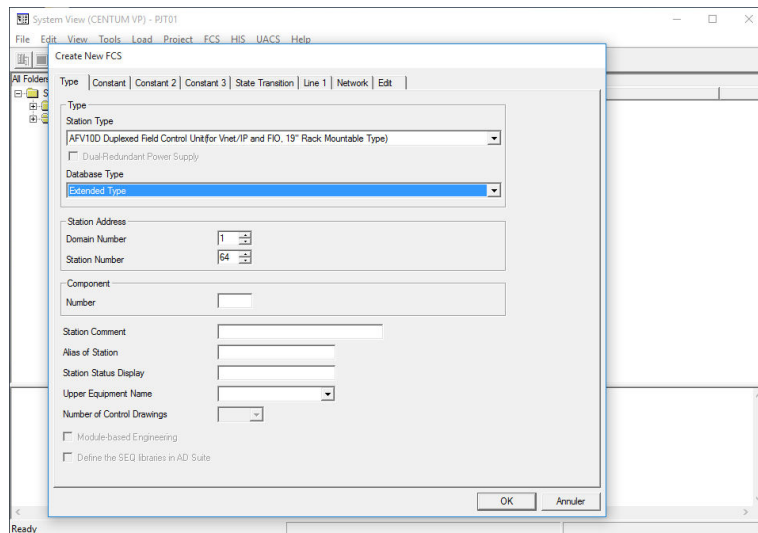 System View (CENTUM VP) - PJT01
File Edit View Tools Load Project FCS HIS UACS Help
Create New FCS
All Folders
Type Constant Constant 2 Constant 3 State Transition Line 1 Network Edit
S
Type
Station Type
AFV10D Duplexed Field Control Unit(for Vnet/IP and FIO, 19" Rack Mountable Type)
Dual-Redundant Power Supply
Database Type
Extended Type
Station Address
Domain Number 1
Station Number 64
Component
Number
Station Comment
Alias of Station
Station Status Display
Upper Equipment Name
Number of Control Drawings
Module-based Engineering
Define the SEQ libraries in AD Suite
OK Annuler
Ready